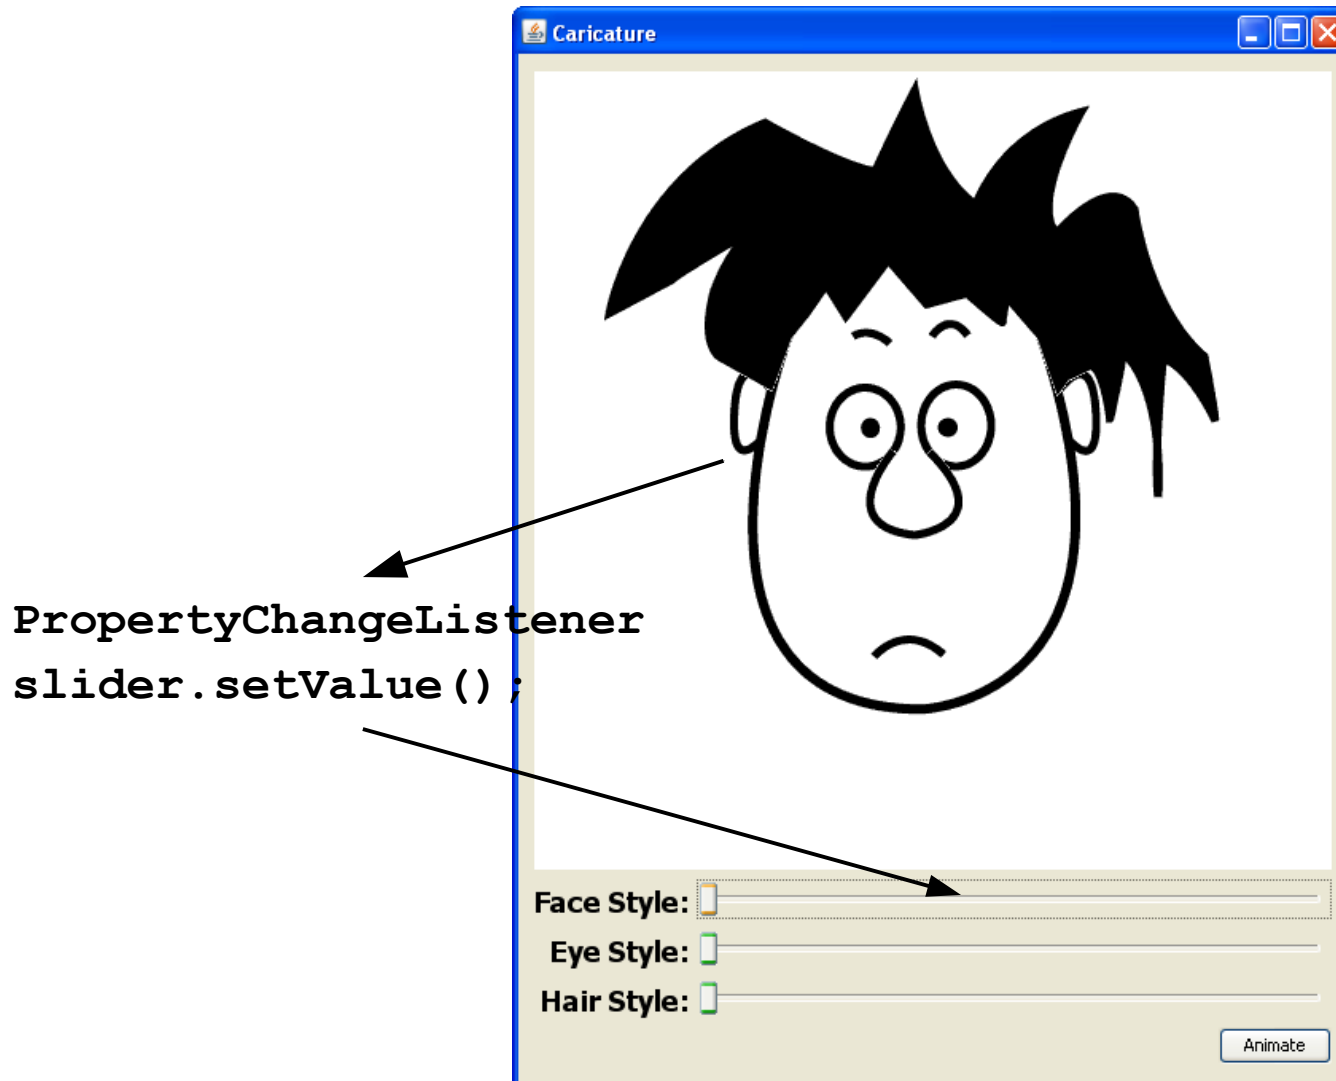 Caricature
PropertyChangeListener
slider.setValue();
Face Style:
Eye Style:
Hair Style:
Animate